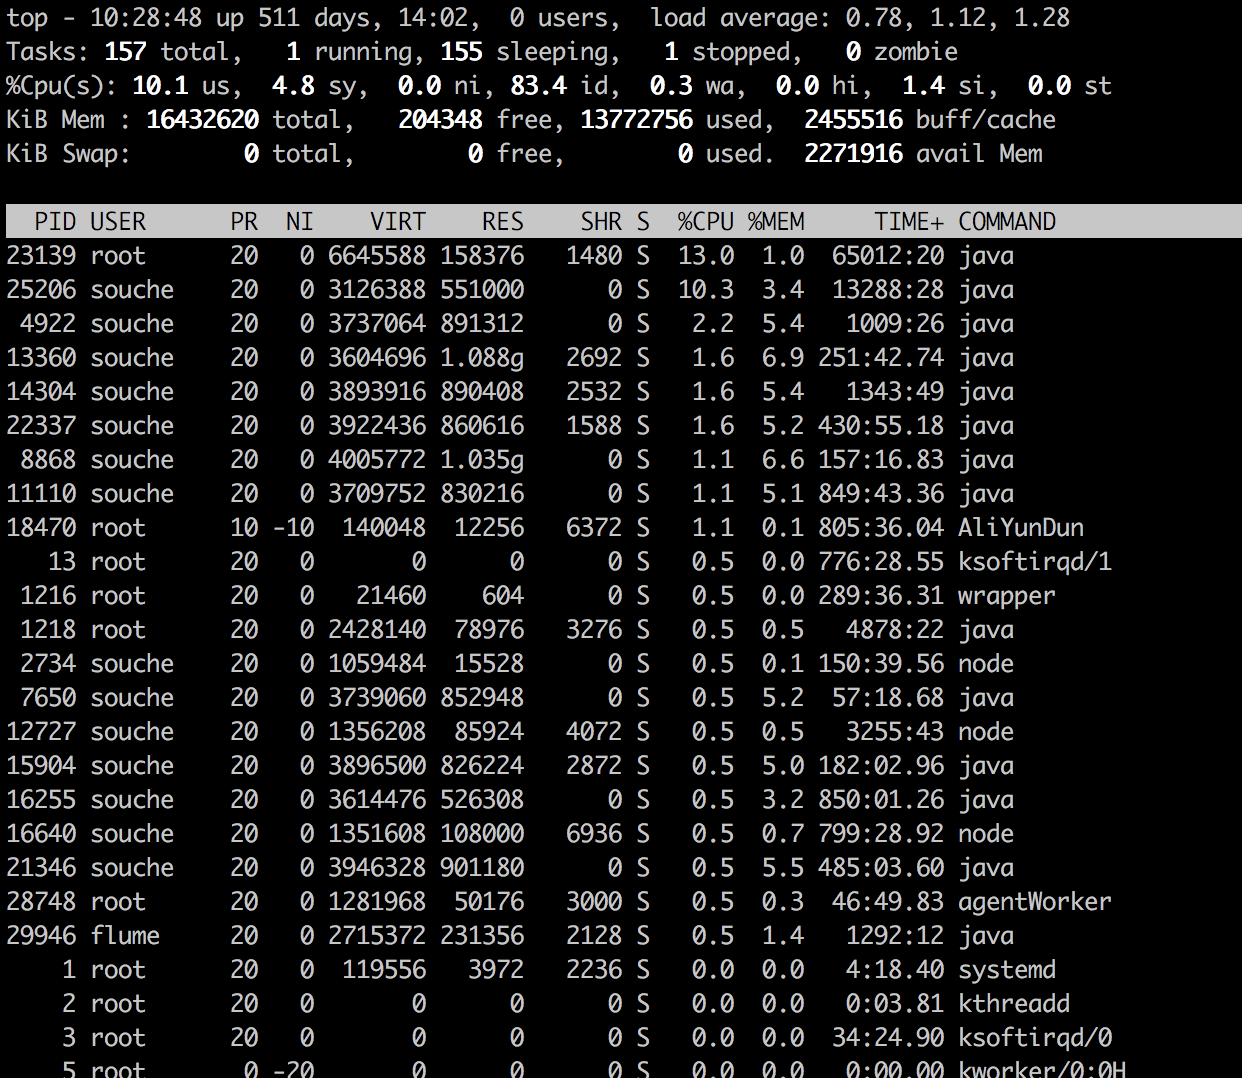 top - 10:28:48 up 511 days, 14:02,  0 users,  load average: 0.78, 1.12, 1.28
Tasks: 157 total,   1 running, 155 sleeping,   1 stopped,   0 zombie
%Cpu(s): 10.1 us,  4.8 sy,  0.0 ni, 83.4 id,  0.3 wa,  0.0 hi,  1.4 si,  0.0 st
KiB Mem : 16432620 total,   204348 free, 13772756 used,  2455516 buff/cache
KiB Swap:        0 total,        0 free,        0 used.  2271916 avail Mem
  PID USER      PR  NI    VIRT    RES    SHR S  %CPU %MEM     TIME+ COMMAND
23139 root      20   0 6645588 158376   1480 S  13.0  1.0  65012:20 java
25206 souche    20   0 3126388 551000      0 S  10.3  3.4  13288:28 java
 4922 souche    20   0 3737064 891312      0 S   2.2  5.4   1009:26 java
13360 souche    20   0 3604696 1.088g   2692 S   1.6  6.9 251:42.74 java
14304 souche    20   0 3893916 890408   2532 S   1.6  5.4   1343:49 java
22337 souche    20   0 3922436 860616   1588 S   1.6  5.2 430:55.18 java
 8868 souche    20   0 4005772 1.035g      0 S   1.1  6.6 157:16.83 java
11110 souche    20   0 3709752 830216      0 S   1.1  5.1 849:43.36 java
18470 root      10 -10  140048  12256   6372 S   1.1  0.1 805:36.04 AliYunDun
   13 root      20   0       0      0      0 S   0.5  0.0 776:28.55 ksoftirqd/1
 1216 root      20   0   21460    604      0 S   0.5  0.0 289:36.31 wrapper
 1218 root      20   0 2428140  78976   3276 S   0.5  0.5   4878:22 java
 2734 souche    20   0 1059484  15528      0 S   0.5  0.1 150:39.56 node
 7650 souche    20   0 3739060 852948      0 S   0.5  5.2  57:18.68 java
12727 souche    20   0 1356208  85924   4072 S   0.5  0.5   3255:43 node
15904 souche    20   0 3896500 826224   2872 S   0.5  5.0 182:02.96 java
16255 souche    20   0 3614476 526308      0 S   0.5  3.2 850:01.26 java
16640 souche    20   0 1351608 108000   6936 S   0.5  0.7 799:28.92 node
21346 souche    20   0 3946328 901180      0 S   0.5  5.5 485:03.60 java
28748 root      20   0 1281968  50176   3000 S   0.5  0.3  46:49.83 agentWorker
29946 flume     20   0 2715372 231356   2128 S   0.5  1.4   1292:12 java
    1 root      20   0  119556   3972   2236 S   0.0  0.0   4:18.40 systemd
    2 root      20   0       0      0      0 S   0.0  0.0   0:03.81 kthreadd
    3 root      20   0       0      0      0 S   0.0  0.0  34:24.90 ksoftirqd/0
    5 root       0 -20       0      0      0 S   0.0  0.0   0:00.00 kworker/0:0H